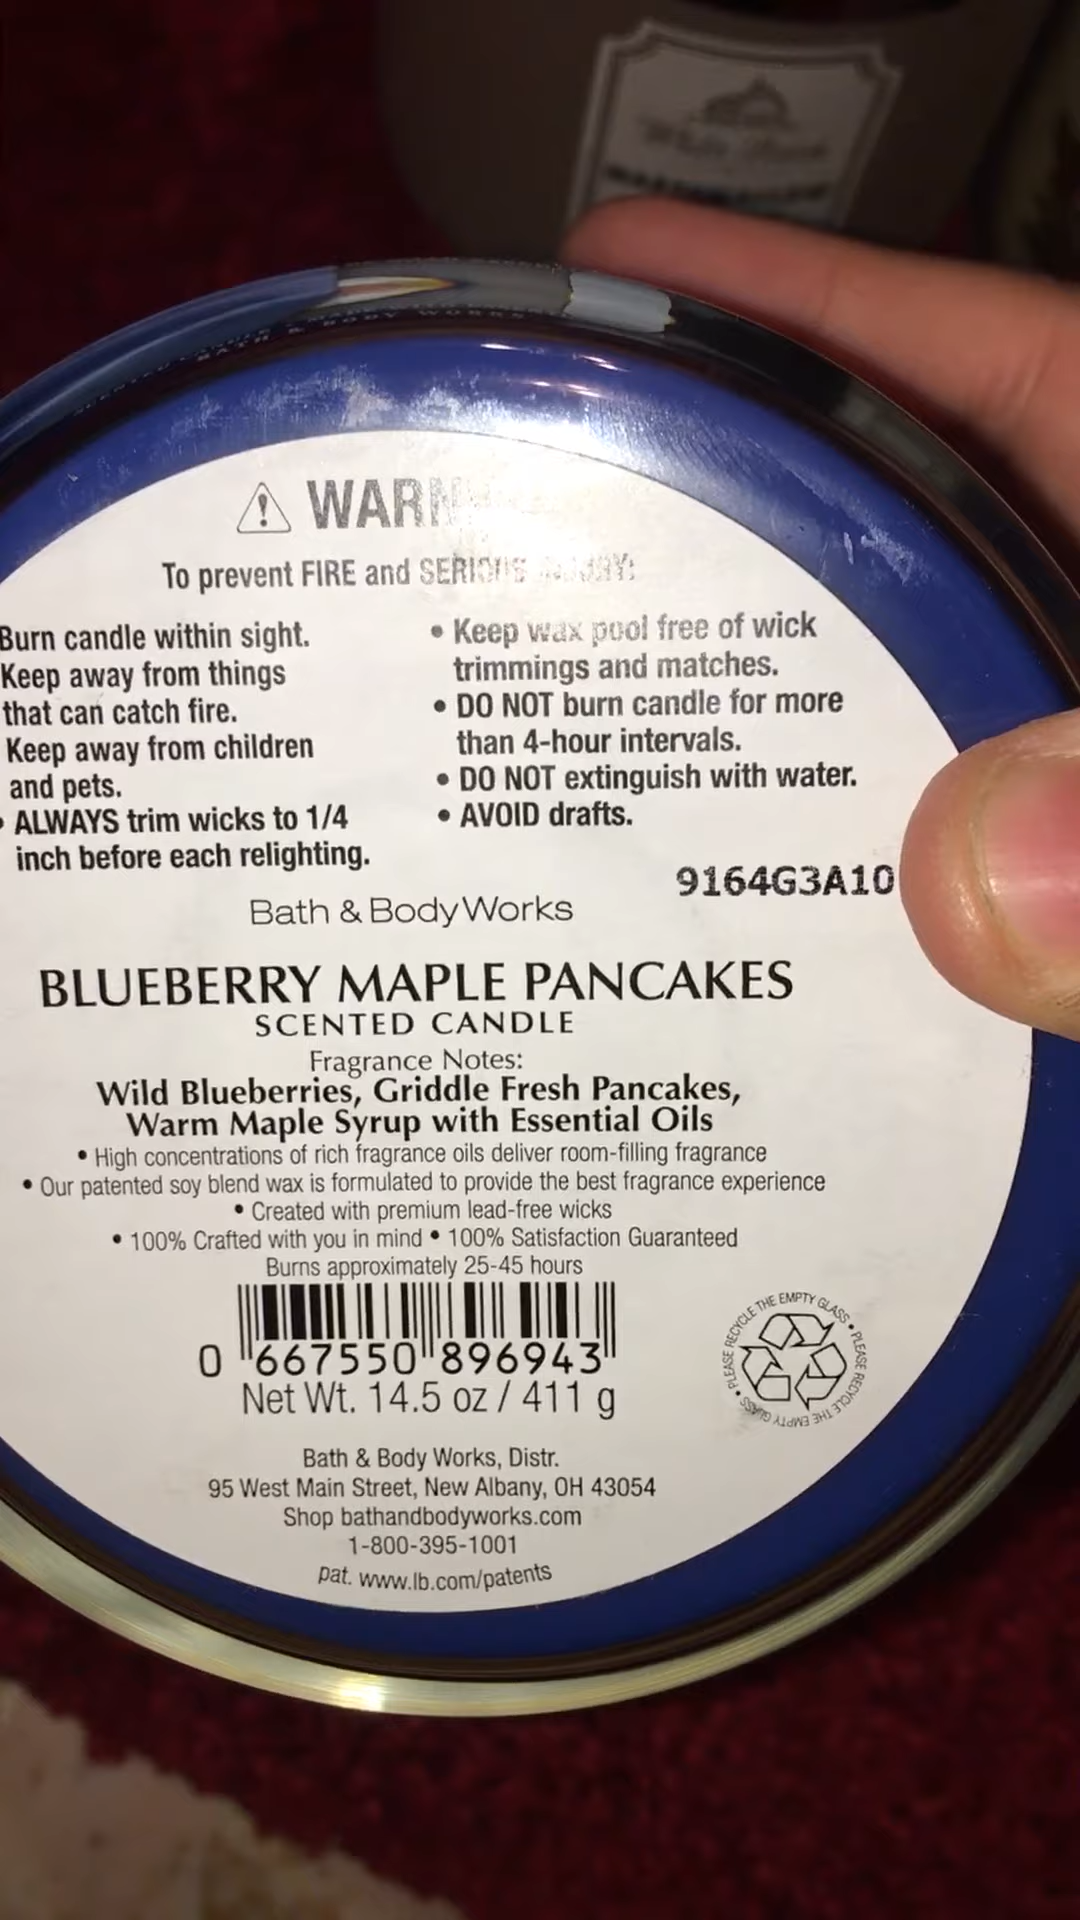 WARN
To prevent FIRE and SERIOUS INJURY:
Burn candle within sight.
Keep away from things
that can catch fire.
Keep away from children
and pets.
• ALWAYS trim wicks to 1/4
inch before each relighting.
• Keep wax pool free of wick
trimmings and matches.
• DO NOT burn candle for more
than 4-hour intervals.
• DO NOT extinguish with water.
• AVOID drafts.
9164G3A10
Bath & Body Works
BLUEBERRY MAPLE PANCAKES
SCENTED CANDLE
Fragrance Notes:
Wild Blueberries, Griddle Fresh Pancakes,
Warm Maple Syrup with Essential Oils
• High concentrations of rich fragrance oils deliver room-filling fragrance
• Our patented soy blend wax is formulated to provide the best fragrance experience
• Created with premium lead-free wicks
• 100% Crafted with you in mind • 100% Satisfaction Guaranteed
Burns approximately 25-45 hours
0 667550 896943
Net Wt. 14.5 oz / 411 g
PLEASE RECYCLE THE EMPTY GLASS • PLEASE RECYCLE THE EMPTY GLASS •
Bath & Body Works, Distr.
95 West Main Street, New Albany, OH 43054
Shop bathandbodyworks.com
1-800-395-1001
pat. www.lb.com/patents